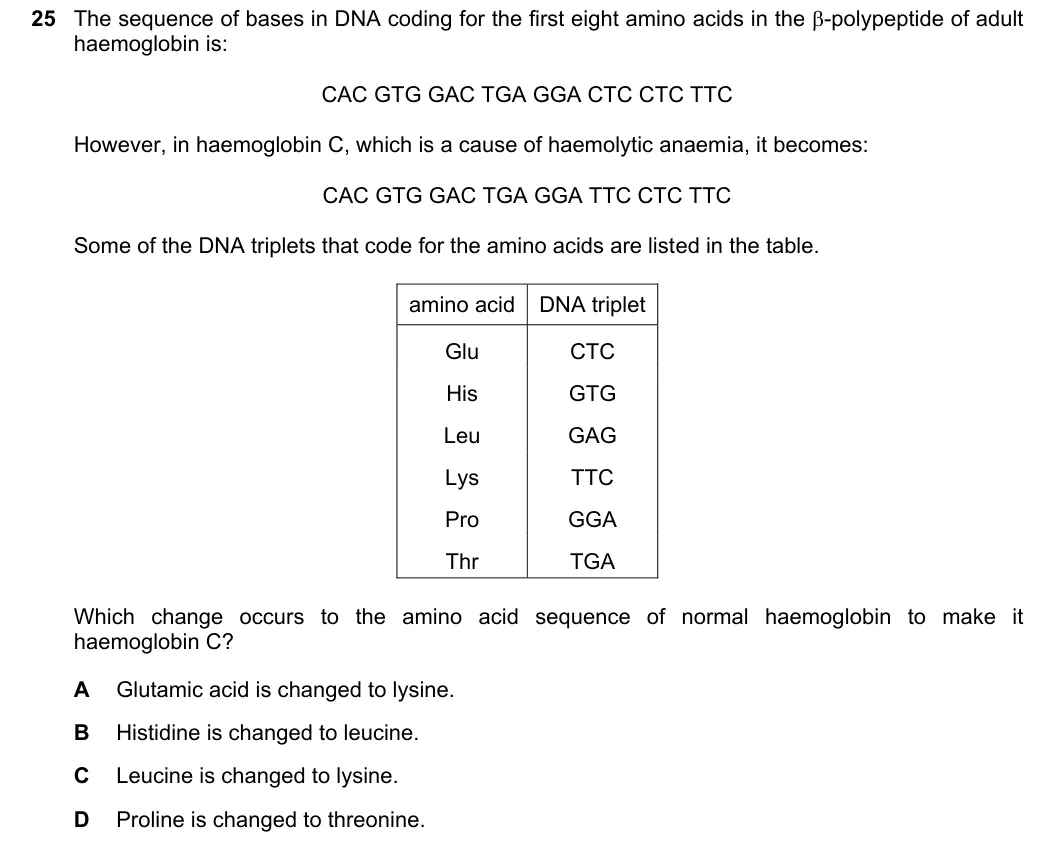 25 The sequence of bases in DNA coding for the first eight amino acids in the β-polypeptide of adult
haemoglobin is:
CAC GTG GAC TGA GGA CTC CTC TTC
However, in haemoglobin C, which is a cause of haemolytic anaemia, it becomes:
CAC GTG GAC TGA GGA TTC CTC TTC
Some of the DNA triplets that code for the amino acids are listed in the table.
amino acid DNA triplet
Glu CTC
His GTG
Leu GAG
Lys TTC
Pro GGA
Thr TGA
Which change occurs to the amino acid sequence of normal haemoglobin to make it
haemoglobin C?
A Glutamic acid is changed to lysine.
B Histidine is changed to leucine.
C Leucine is changed to lysine.
D Proline is changed to threonine.